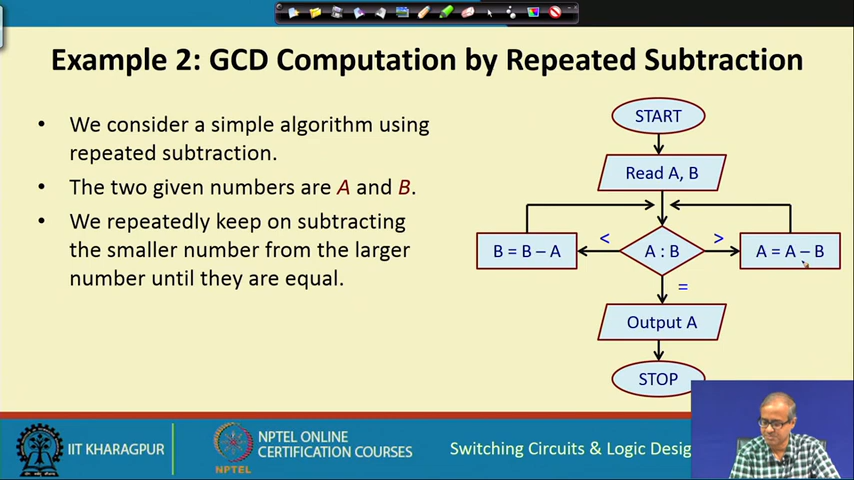 Example 2: GCD Computation by Repeated Subtraction
• We consider a simple algorithm using
repeated subtraction.
• The two given numbers are A and B.
• We repeatedly keep on subtracting
the smaller number from the larger
number until they are equal.
START
Read A, B
B = B – A
<
A : B
>
A = A – B
=
Output A
STOP
IIT KHARAGPUR
NPTEL
NPTEL ONLINE
CERTIFICATION COURSES
Switching Circuits & Logic Desig